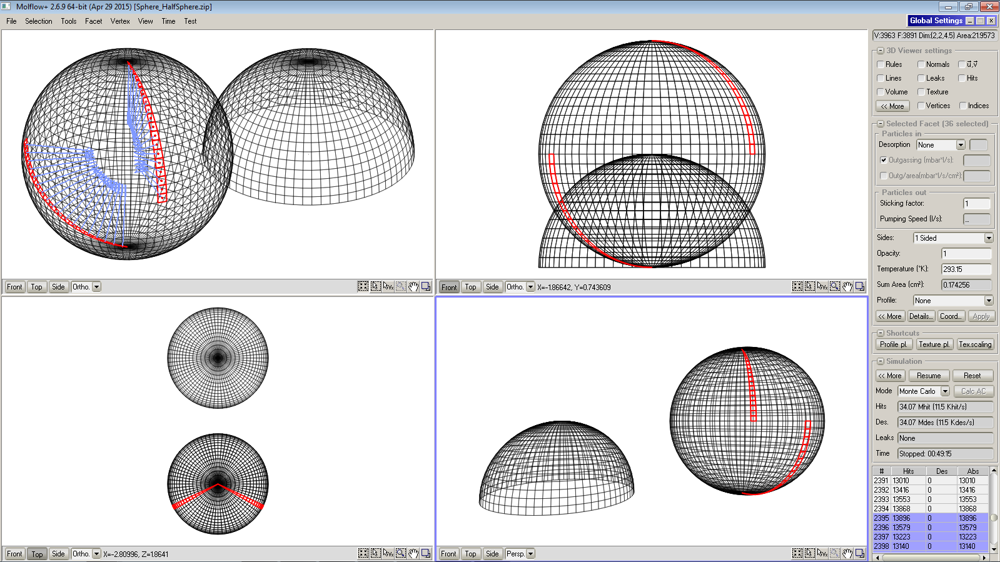 Molflow+ 2.6.9 64-bit (Apr 29 2015) [Sphere_HalfSphere.zip]
File Selection Tools Facet Vertex View Time Test
Global Settings
V:3963 F:3891 Dim:(2,2,4.5) Area:21.9573
3D Viewer settings
Rules Normals u,v
Lines Leaks Hits
Volume Texture
<< More Vertices Indices
Selected Facet (36 selected)
Particles in
Desorption None
Outgassing (mbar*l/s):
Outg/area(mbar*l/s/cm²):
Particles out
Sticking factor: 1
Pumping Speed (l/s): ...
Sides: 1 Sided
Opacity: 1
Temperature (°K): 293.15
Sum Area (cm²): 0.174256
Profile: None
<< More Details... Coord... Apply
Shortcuts
Profile pl. Texture pl. Tex.scaling
Simulation
<< More Resume Reset
Mode Monte Carlo Calc AC
Hits 34.07 Mhit (11.5 Khit/s)
Des. 34.07 Mdes (11.5 Kdes/s)
Leaks None
Time Stopped: 00:49:15
# Hits Des Abs
2391 13010 0 13010
2392 13416 0 13416
2393 13553 0 13553
2394 13868 0 13868
2395 13896 0 13896
2396 13579 0 13579
2397 13223 0 13223
2398 13140 0 13140
Front Top Side Ortho.
Front Top Side Ortho. X=-1.86642, Y=0.743609
Front Top Side Ortho. X=-2.80996, Z=1.8641
Front Top Side Persp.